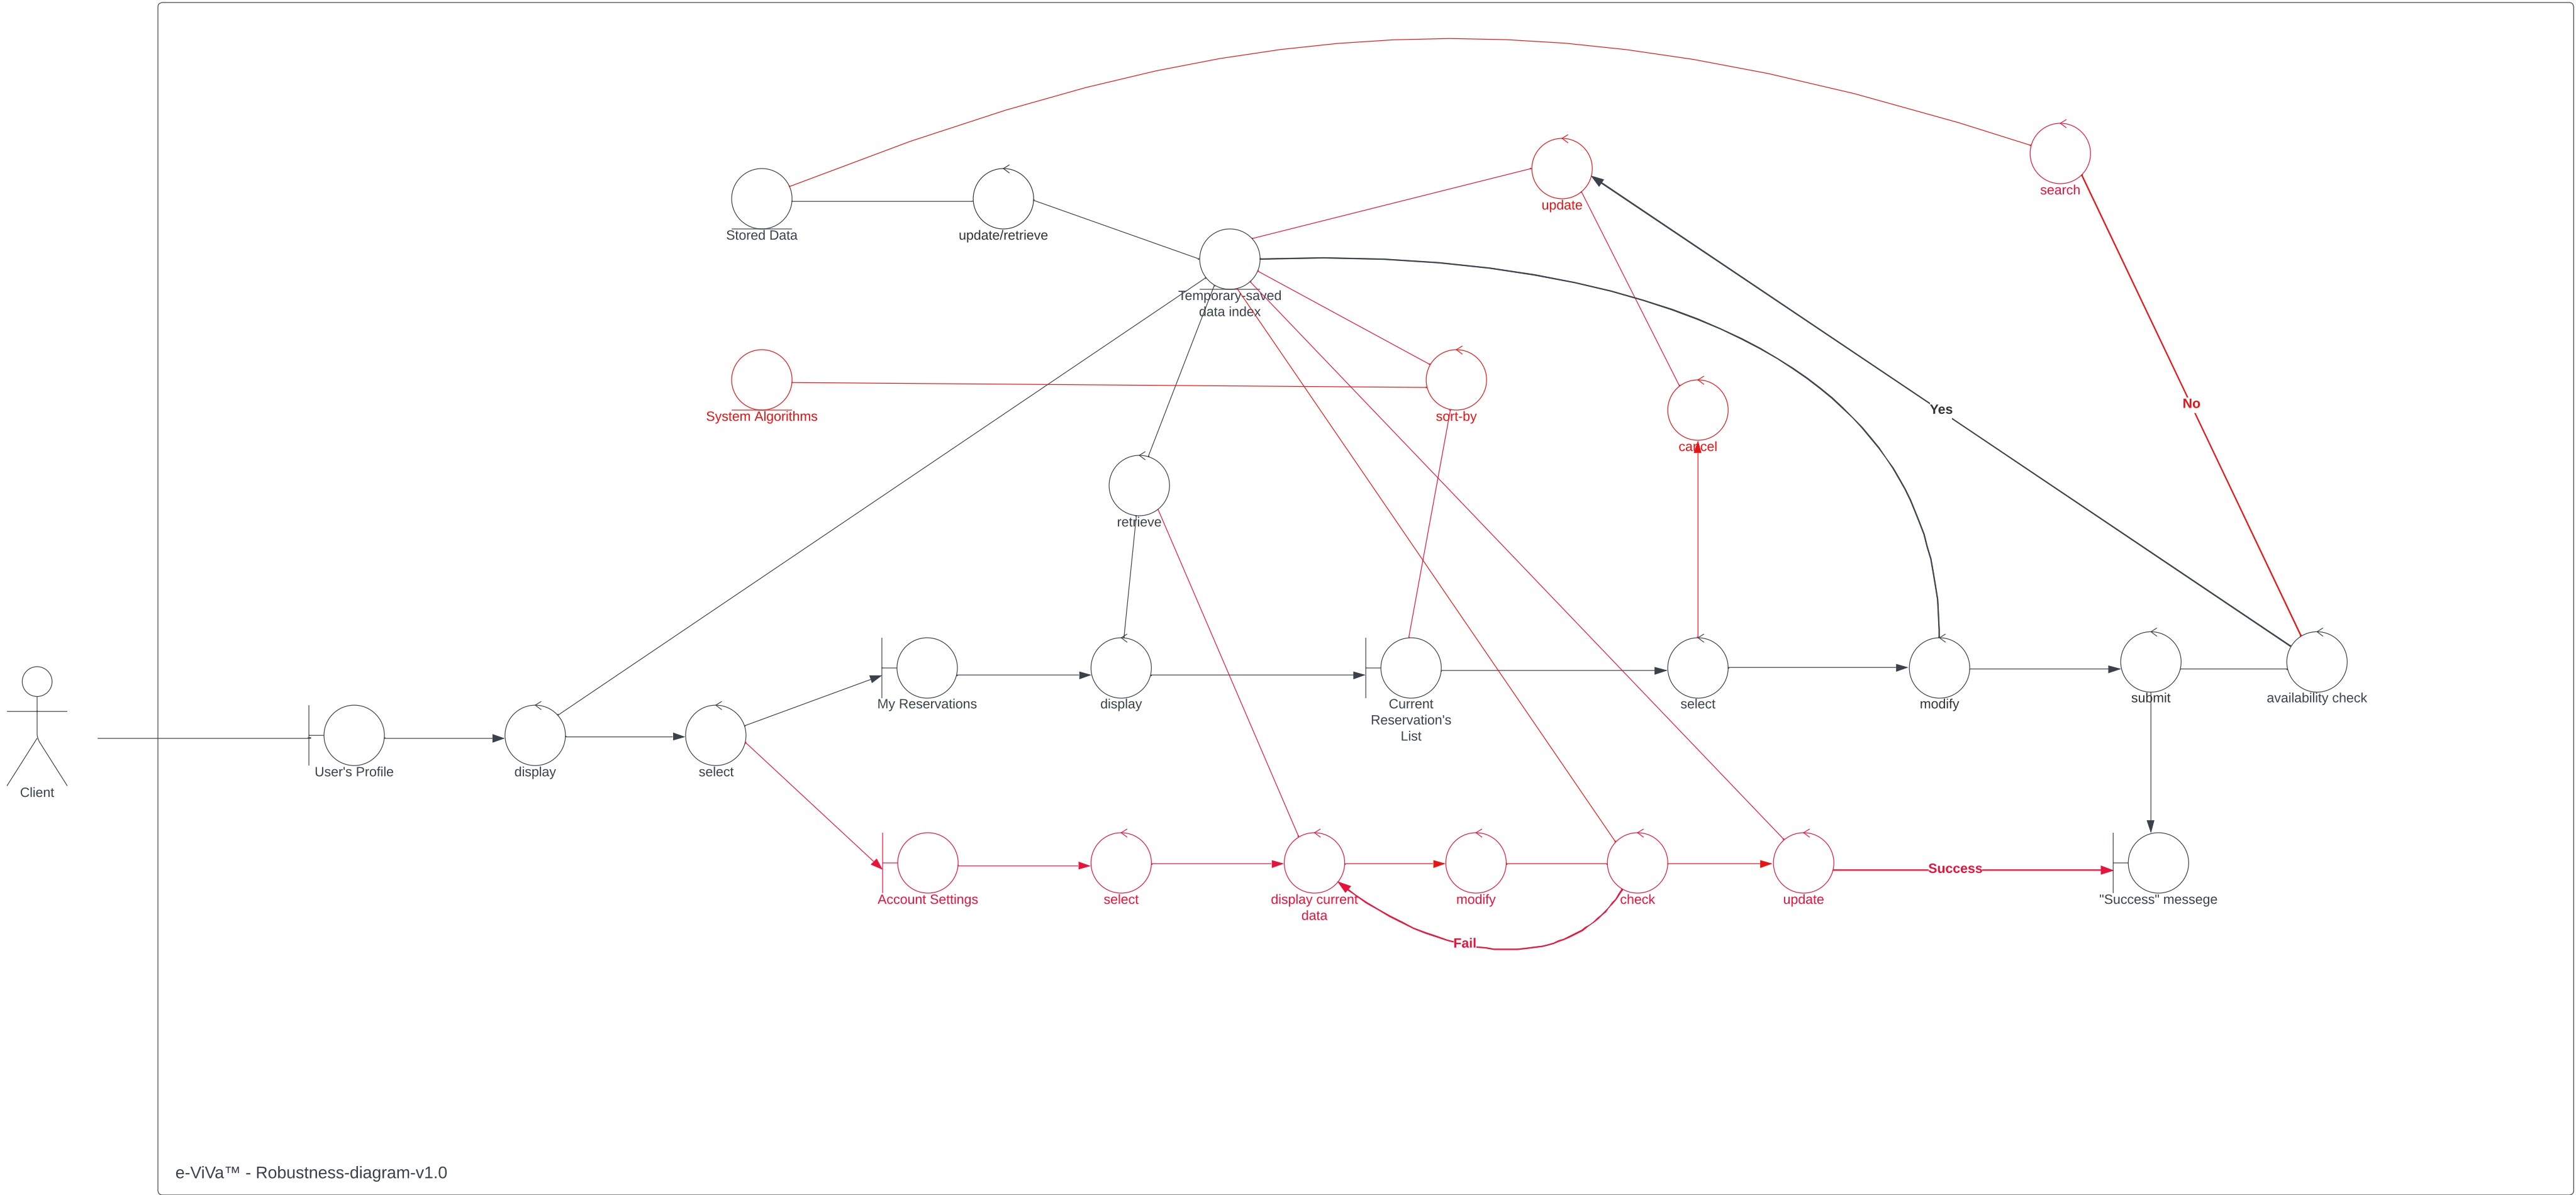 search
update
Stored Data
update/retrieve
Temporary-saved
data index
No
Yes
System Algorithms
sort-by
cancel
retrieve
My Reservations
display
Current
Reservation's
List
select
modify
submit
availability check
User's Profile
display
select
Client
Success
Account Settings
select
display current
data
modify
check
update
"Success" messege
Fail
e-ViVa™ - Robustness-diagram-v1.0